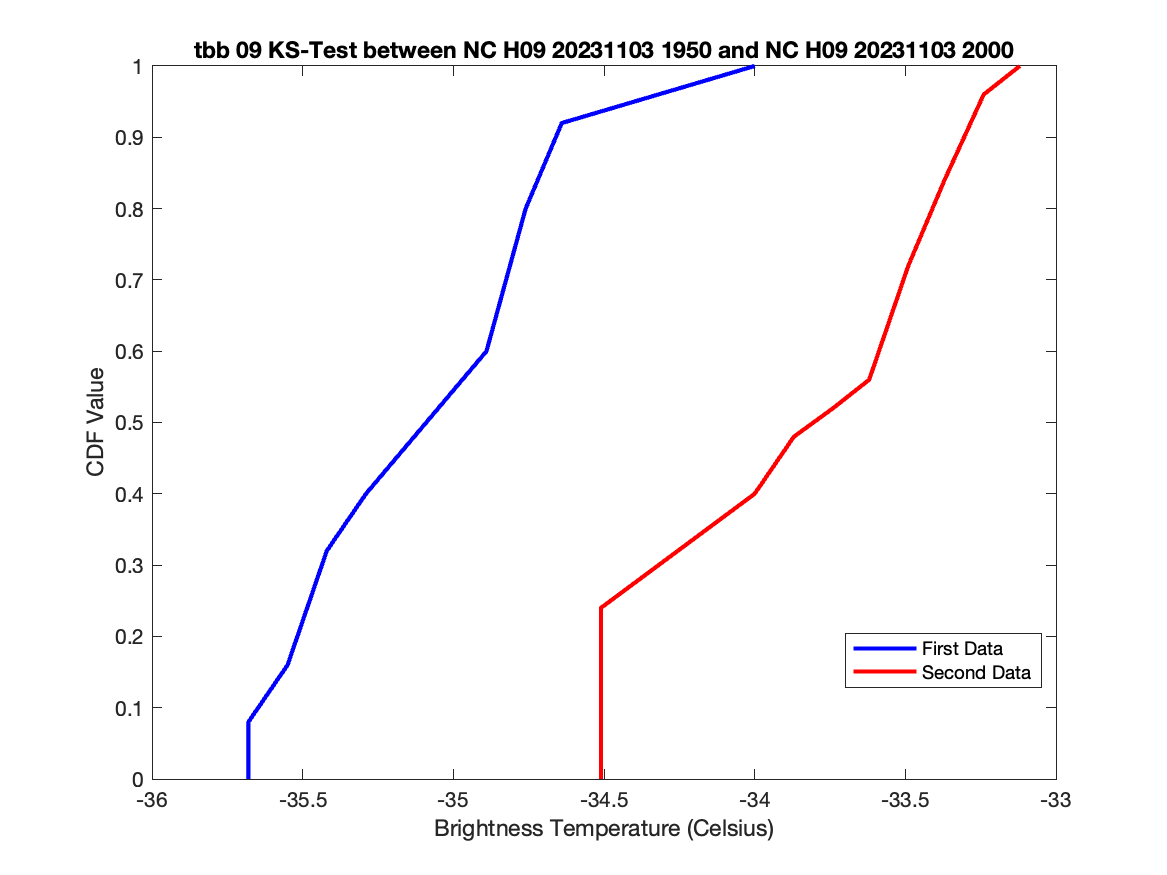 tbb 09 KS-Test between NC H09 20231103 1950 and NC H09 20231103 2000
1
0.9
0.8
0.7
0.6
0.5
0.4
0.3
0.2
0.1
0
CDF Value
First Data
Second Data
-36 -35.5 -35 -34.5 -34 -33.5 -33
Brightness Temperature (Celsius)